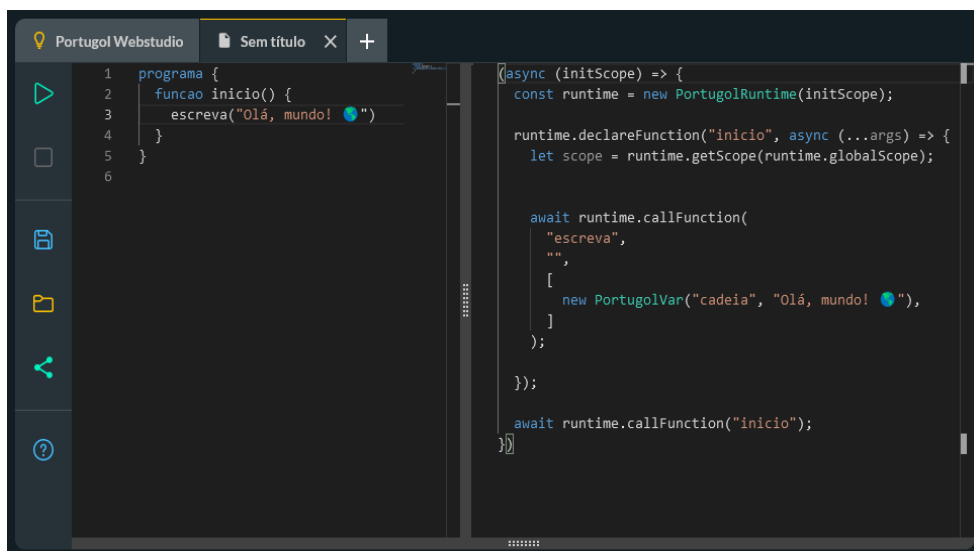 Portugol Webstudio
Sem título
1 programa {
2 funcao inicio() {
3 escreva("Olá, mundo! 🌎")
4 }
5 }
6
(async (initScope) => {
const runtime = new PortugolRuntime(initScope);
runtime.declareFunction("inicio", async (...args) => {
let scope = runtime.getScope(runtime.globalScope);
await runtime.callFunction(
"escreva",
"",
[
new PortugolVar("cadeia", "Olá, mundo! 🌎"),
]
);
});
await runtime.callFunction("inicio");
})